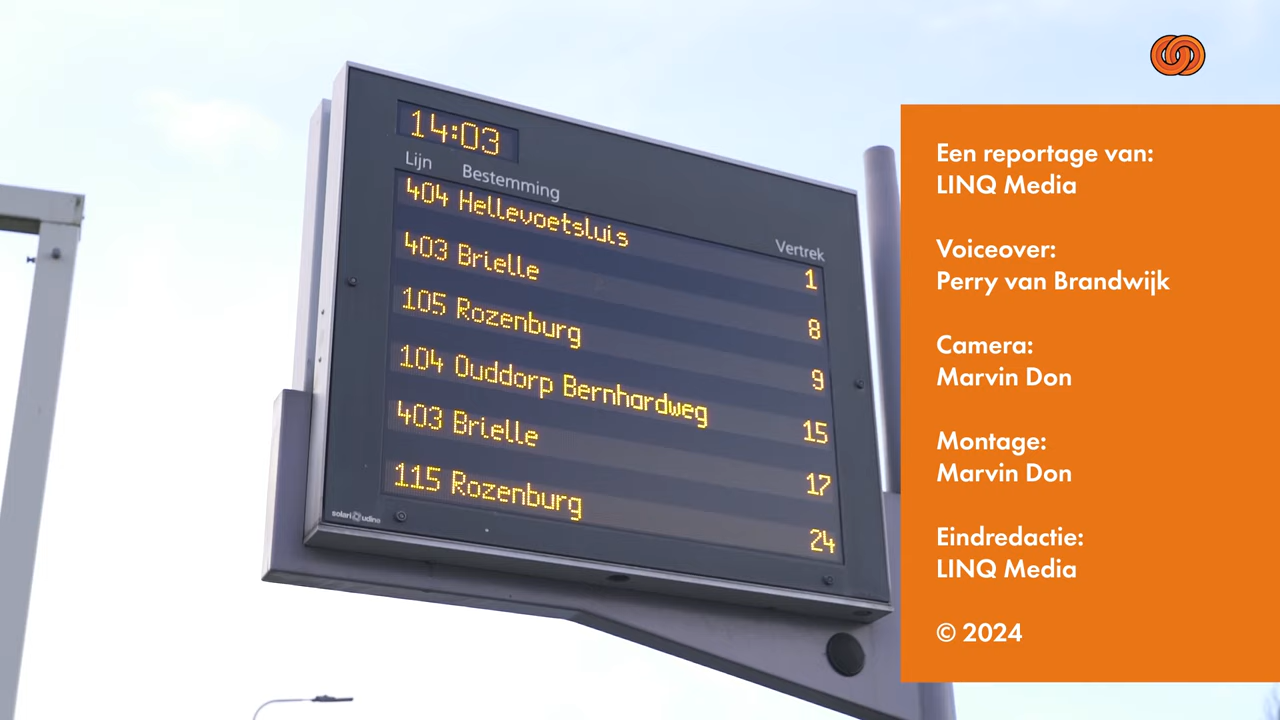 14:03
Lijn Bestemming Vertrek
404 Hellevoetsluis 1
403 Brielle 8
105 Rozenburg 9
104 Ouddorp Bernhardweg 15
403 Brielle 17
115 Rozenburg 24
solari udine
Een reportage van:
LINQ Media
Voiceover:
Perry van Brandwijk
Camera:
Marvin Don
Montage:
Marvin Don
Eindredactie:
LINQ Media
© 2024